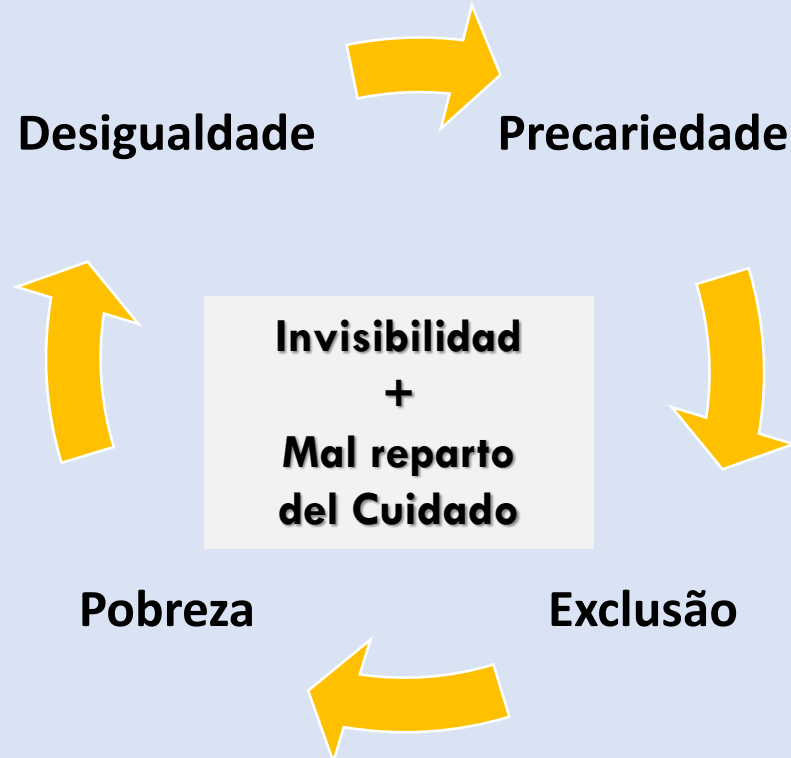 Desigualdade
Precariedade
Invisibilidad
+
Mal reparto
del Cuidado
Pobreza
Exclusão